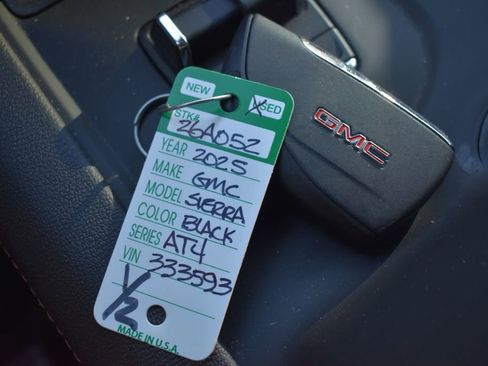 NEW USED
STK# 26A052
YEAR 2025
MAKE GMC
MODEL SIERRA
COLOR BLACK
SERIES AT4
VIN 333593
1/2
MADE IN U.S.A.
GMC